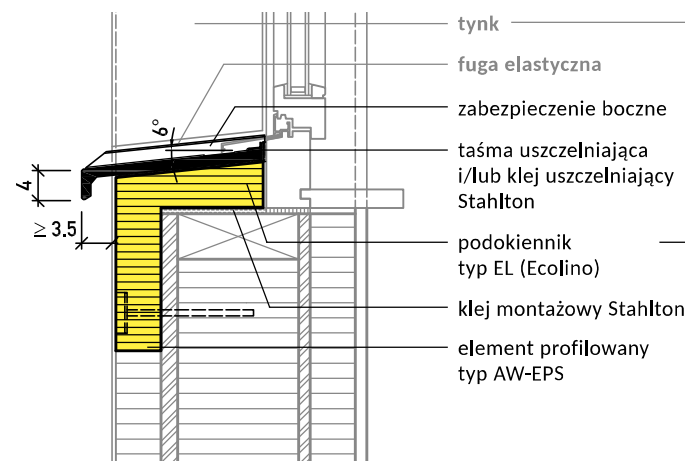 tynk
fuga elastyczna
zabezpieczenie boczne
taśma uszczelniająca
i/lub klej uszczelniający
Stahlton
podokiennik
typ EL (Ecolino)
klej montażowy Stahlton
element profilowany
typ AW-EPS
6°
4
≥ 3.5